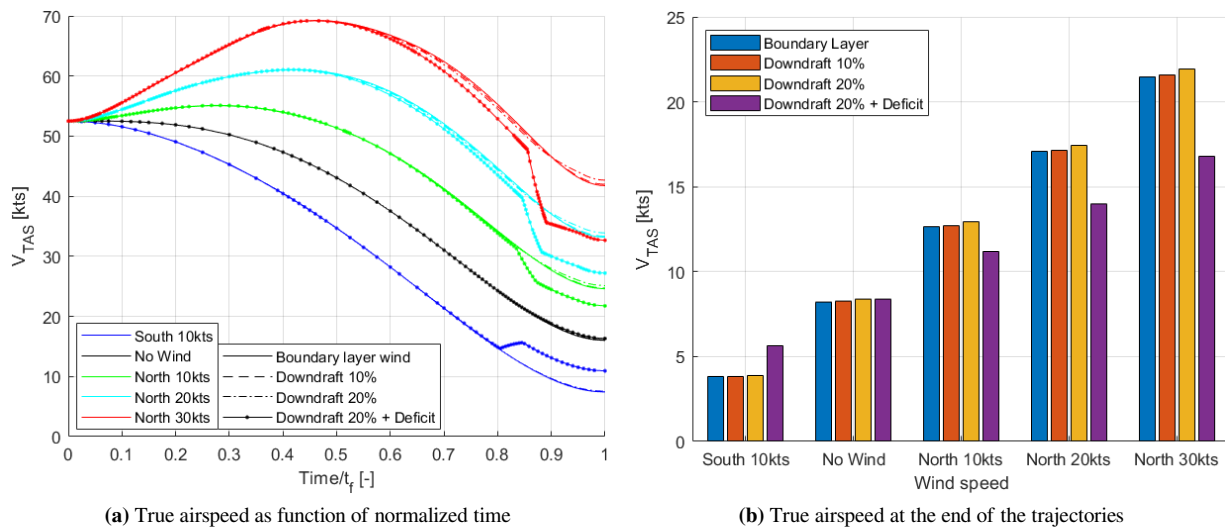 70
60
50
40
30
20
10
0
V_TAS [kts]
0 0.1 0.2 0.3 0.4 0.5 0.6 0.7 0.8 0.9 1
Time/t_f [-]
South 10kts
No Wind
North 10kts
North 20kts
North 30kts
Boundary layer wind
Downdraft 10%
Downdraft 20%
Downdraft 20% + Deficit
(a) True airspeed as function of normalized time
25
20
15
10
5
0
V_TAS [kts]
Boundary Layer
Downdraft 10%
Downdraft 20%
Downdraft 20% + Deficit
South 10kts No Wind North 10kts North 20kts North 30kts
Wind speed
(b) True airspeed at the end of the trajectories